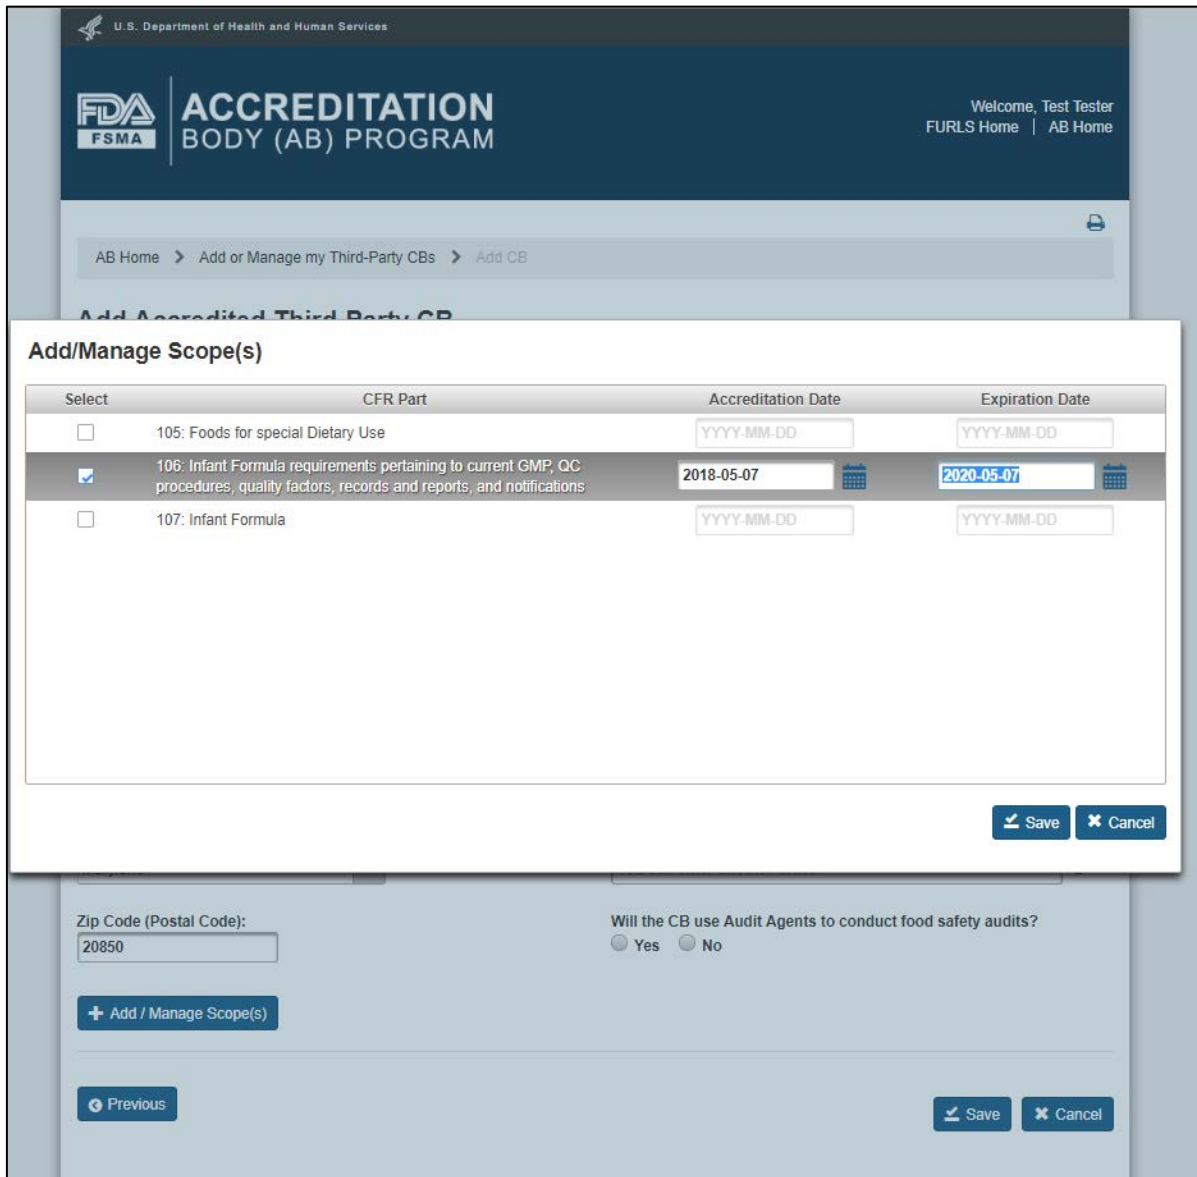 U.S. Department of Health and Human Services
FDA
FSMA
ACCREDITATION
BODY (AB) PROGRAM
Welcome, Test Tester
FURLS Home | AB Home
AB Home > Add or Manage my Third-Party CBs > Add CB
Add Accredited Third-Party CB
Add/Manage Scope(s)
Select CFR Part Accreditation Date Expiration Date
105: Foods for special Dietary Use YYYY-MM-DD YYYY-MM-DD
106: Infant Formula requirements pertaining to current GMP, QC
procedures, quality factors, records and reports, and notifications
2018-05-07 2020-05-07
107: Infant Formula YYYY-MM-DD YYYY-MM-DD
Save Cancel
Zip Code (Postal Code):
20850
Will the CB use Audit Agents to conduct food safety audits?
Yes No
Add / Manage Scope(s)
Previous
Save Cancel